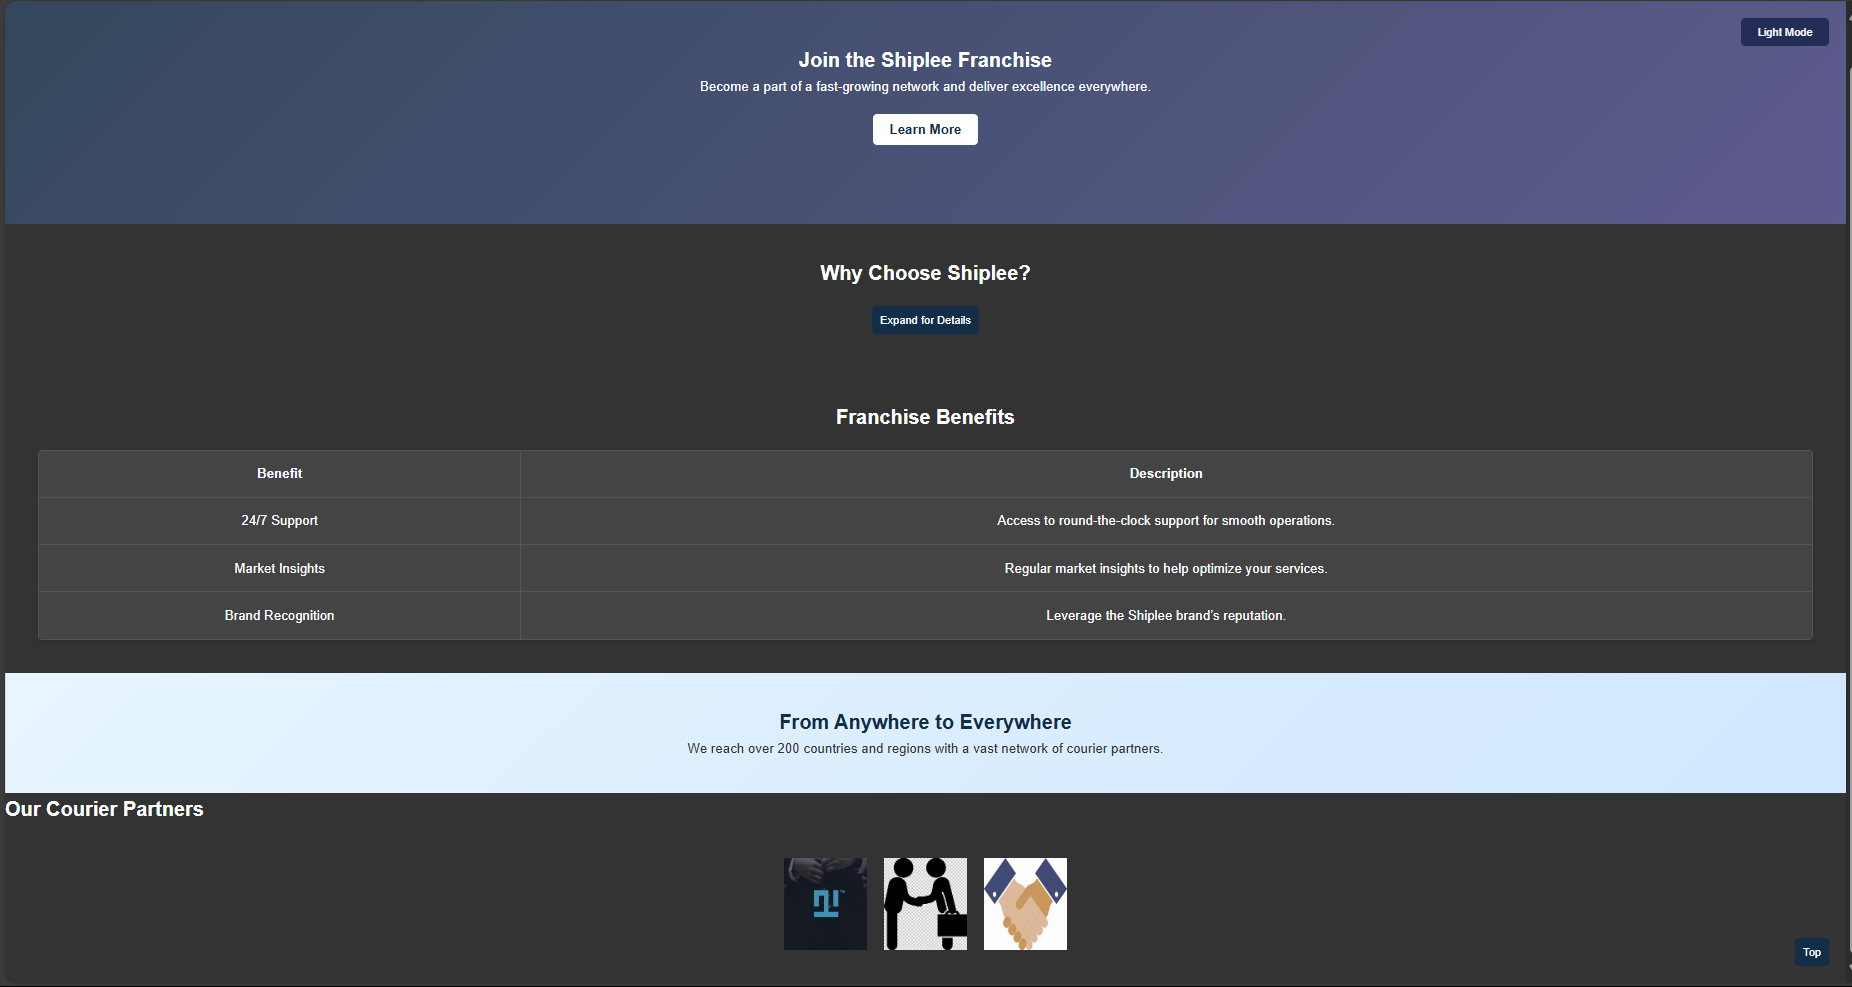 Light Mode
Join the Shiplee Franchise
Become a part of a fast-growing network and deliver excellence everywhere.
Learn More
Why Choose Shiplee?
Expand for Details
Franchise Benefits
Benefit Description
24/7 Support Access to round-the-clock support for smooth operations.
Market Insights Regular market insights to help optimize your services.
Brand Recognition Leverage the Shiplee brand’s reputation.
From Anywhere to Everywhere
We reach over 200 countries and regions with a vast network of courier partners.
Our Courier Partners
Top